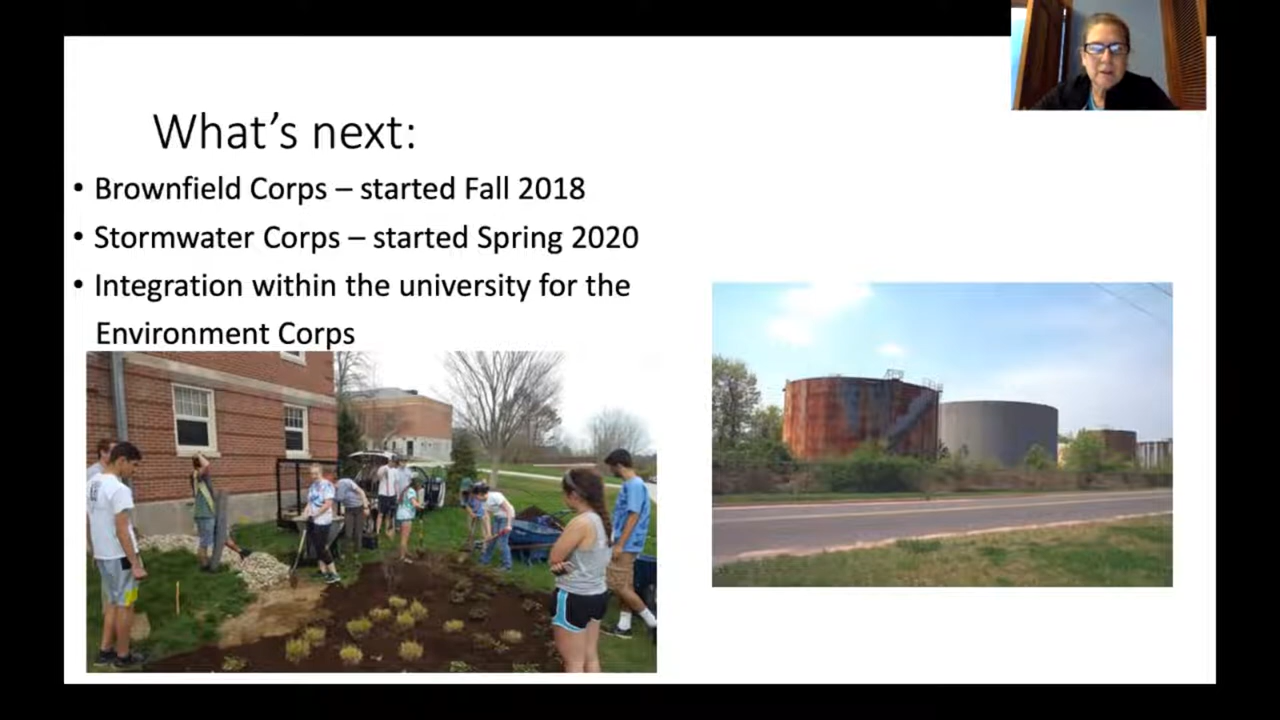 What's next:
• Brownfield Corps – started Fall 2018
• Stormwater Corps – started Spring 2020
• Integration within the university for the
Environment Corps